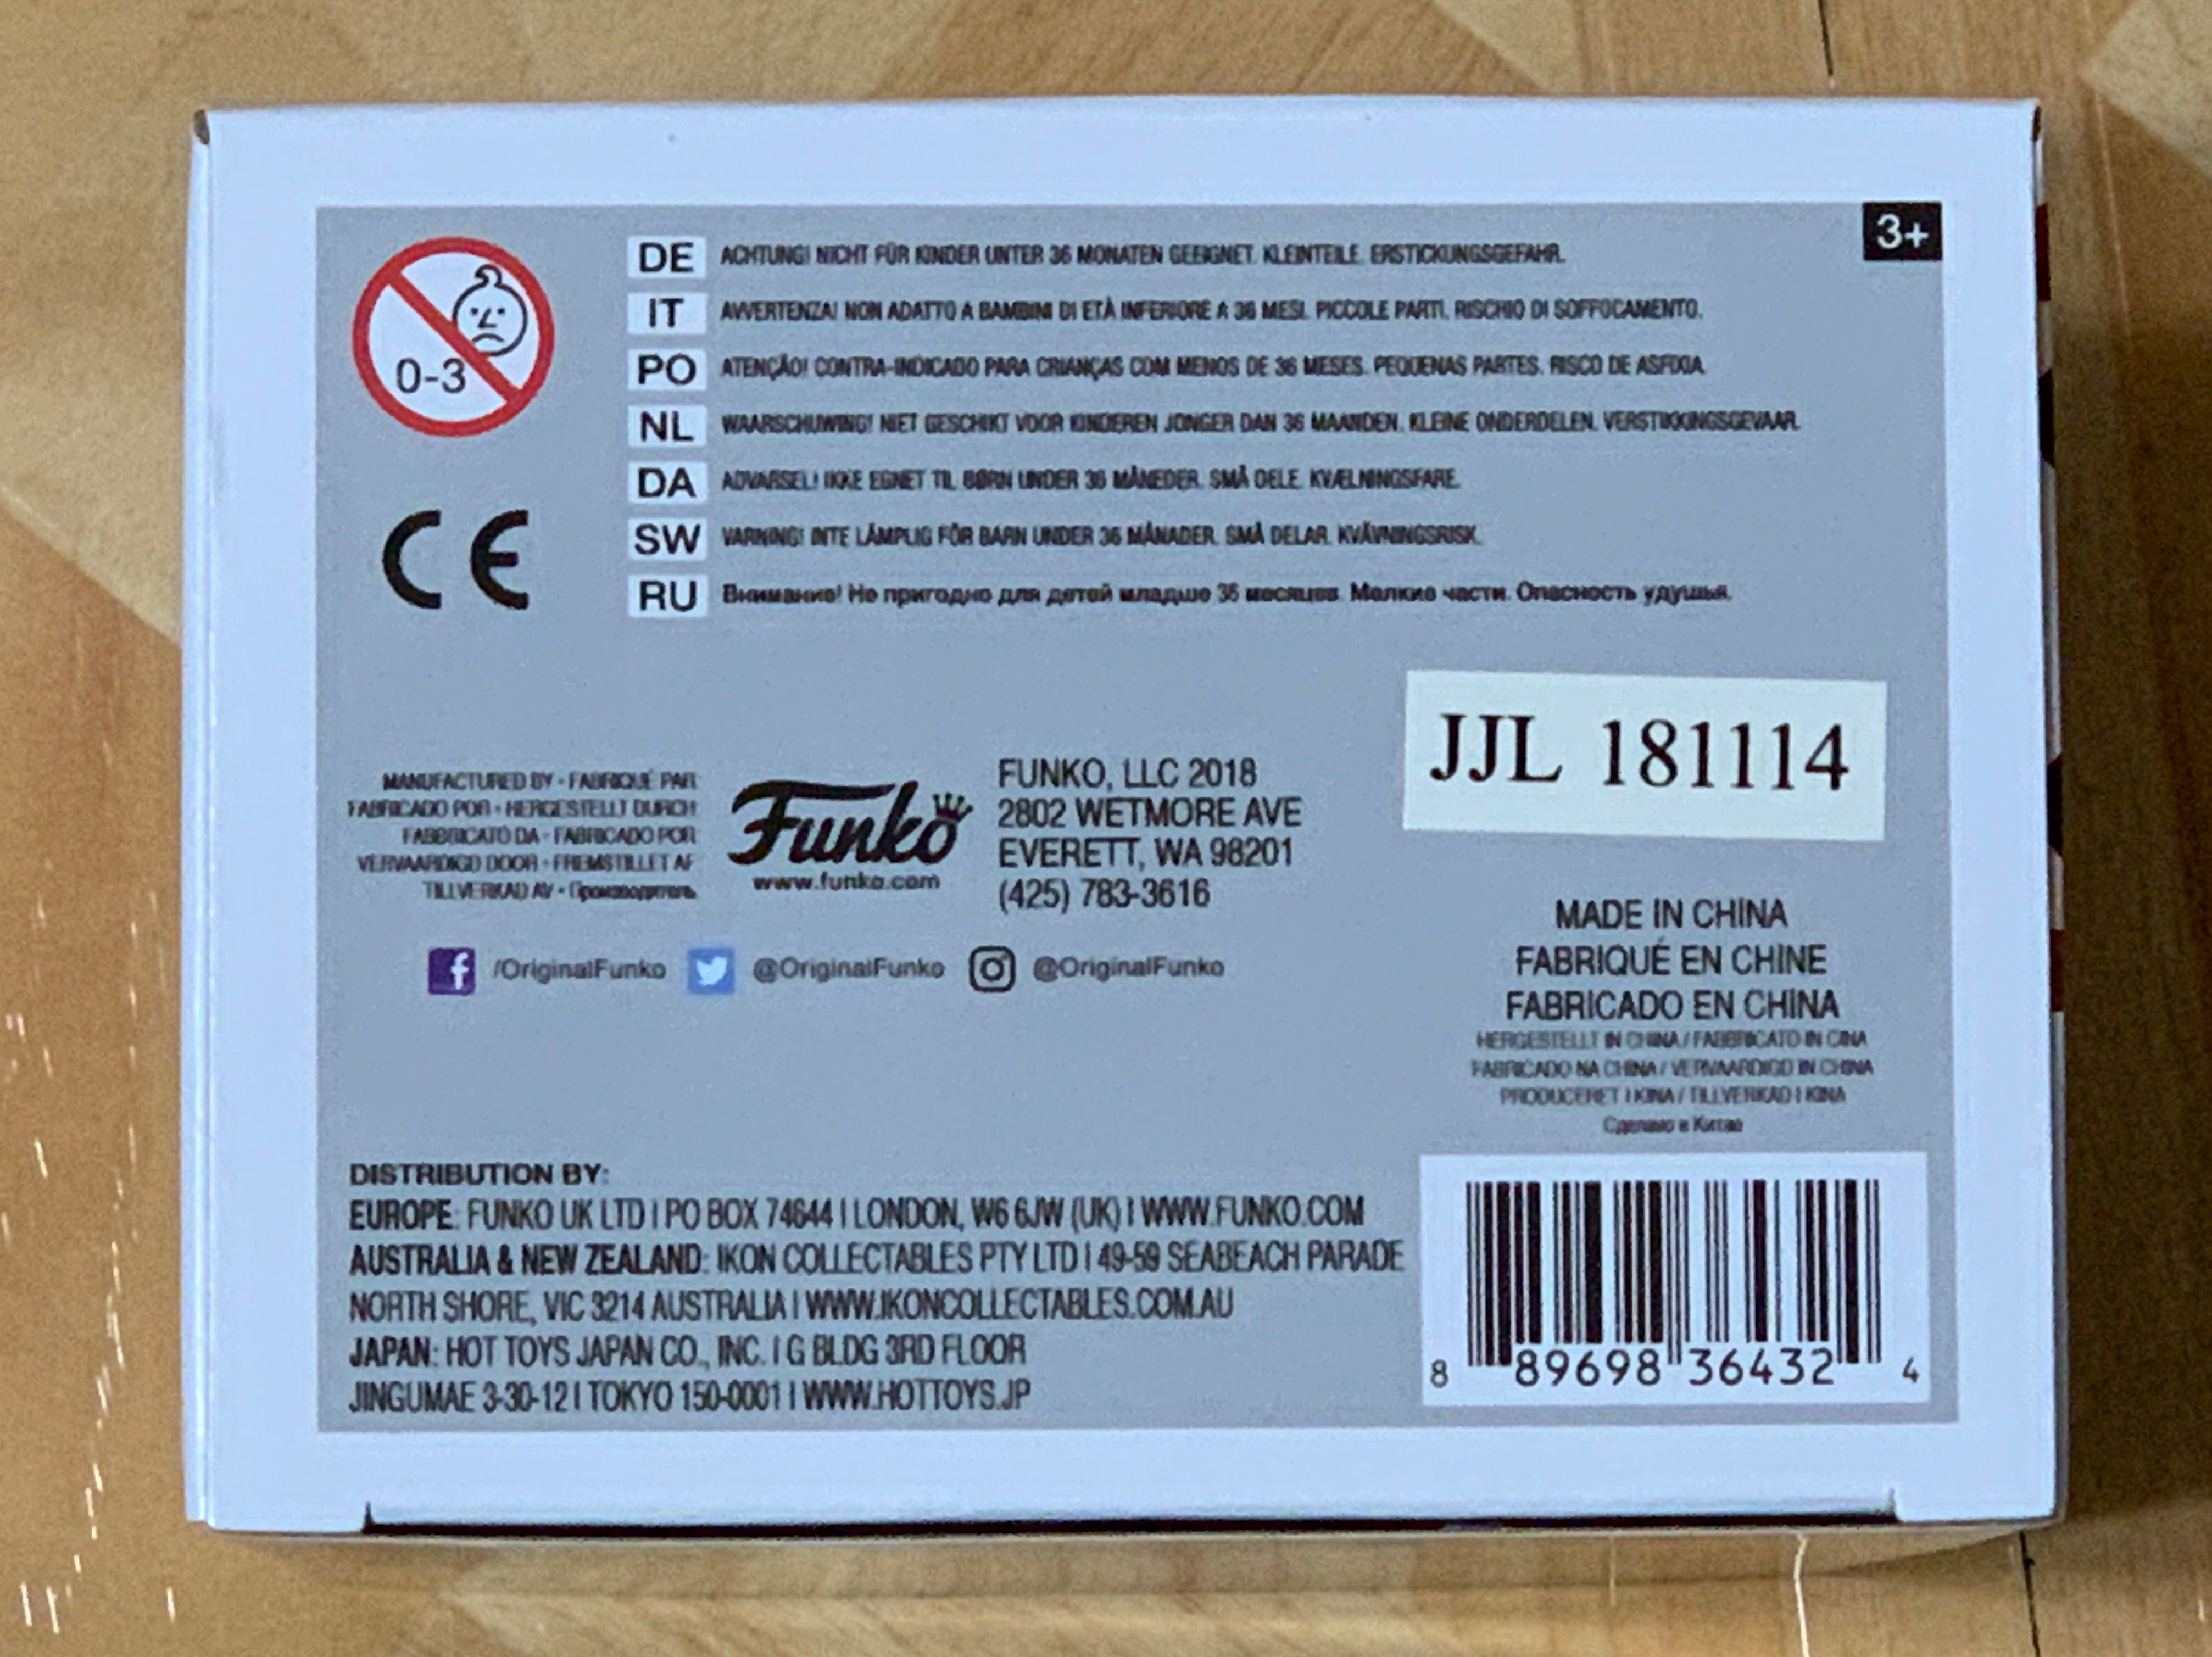 3+
0-3
DE ACHTUNG! NICHT FÜR KINDER UNTER 36 MONATEN GEEIGNET. KLEINTEILE. ERSTICKUNGSGEFAHR.
IT AVVERTENZA! NON ADATTO A BAMBINI DI ETÀ INFERIORE A 36 MESI. PICCOLE PARTI. RISCHIO DI SOFFOCAMENTO.
PO ATENÇÃO! CONTRA-INDICADO PARA CRIANÇAS COM MENOS DE 36 MESES. PEQUENAS PARTES. RISCO DE ASFIXIA.
NL WAARSCHUWING! NIET GESCHIKT VOOR KINDEREN JONGER DAN 36 MAANDEN. KLEINE ONDERDELEN. VERSTIKKINGSGEVAAR.
DA ADVARSEL! IKKE EGNET TIL BØRN UNDER 36 MÅNEDER. SMÅ DELE. KVÆLNINGSFARE.
SW VARNING! INTE LÄMPLIG FÖR BARN UNDER 36 MÅNADER. SMÅ DELAR. KVÄVNINGSRISK.
RU Внимание! Не пригодно для детей младше 36 месяцев. Мелкие части. Опасность удушья.
CE
JJL 181114
MANUFACTURED BY • FABRIQUÉ PAR
FABRICADO POR • HERGESTELLT DURCH
FABBRICATO DA • FABRICADO POR
VERVAARDIGD DOOR • FREMSTILLET AF
TILLVERKAD AV • Производитель
Funko
www.funko.com
FUNKO, LLC 2018
2802 WETMORE AVE
EVERETT, WA 98201
(425) 783-3616
/OriginalFunko @OriginalFunko @OriginalFunko
MADE IN CHINA
FABRIQUÉ EN CHINE
FABRICADO EN CHINA
HERGESTELLT IN CHINA / FABBRICATO IN CINA
FABRICADO NA CHINA / VERVAARDIGD IN CHINA
PRODUCERET I KINA / TILLVERKAD I KINA
Сделано в Китае
DISTRIBUTION BY:
EUROPE: FUNKO UK LTD | PO BOX 74644 | LONDON, W6 6JW (UK) | WWW.FUNKO.COM
AUSTRALIA & NEW ZEALAND: IKON COLLECTABLES PTY LTD | 49-59 SEABEACH PARADE
NORTH SHORE, VIC 3214 AUSTRALIA | WWW.IKONCOLLECTABLES.COM.AU
JAPAN: HOT TOYS JAPAN CO., INC. | G BLDG 3RD FLOOR
JINGUMAE 3-30-12 | TOKYO 150-0001 | WWW.HOTTOYS.JP
8 89698 36432 4